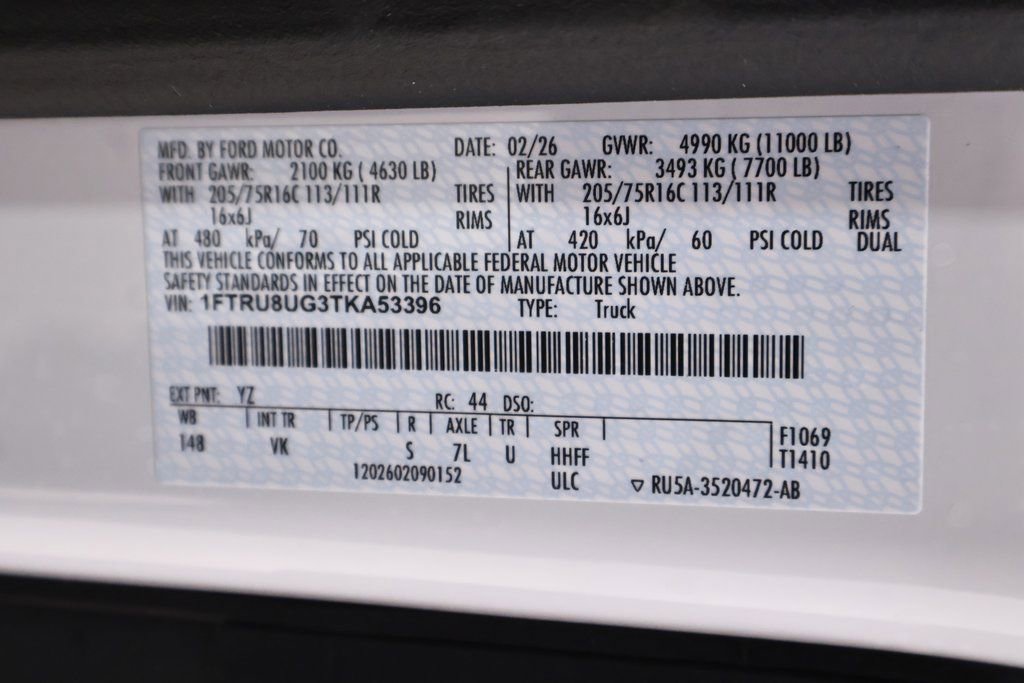 MFD. BY FORD MOTOR CO. DATE: 02/26 GVWR: 4990 KG (11000 LB)
FRONT GAWR: 2100 KG ( 4630 LB) REAR GAWR: 3493 KG ( 7700 LB)
WITH 205/75R16C 113/111R TIRES WITH 205/75R16C 113/111R TIRES
16x6J RIMS 16x6J RIMS
AT 480 kPa/ 70 PSI COLD AT 420 kPa/ 60 PSI COLD DUAL
THIS VEHICLE CONFORMS TO ALL APPLICABLE FEDERAL MOTOR VEHICLE
SAFETY STANDARDS IN EFFECT ON THE DATE OF MANUFACTURE SHOWN ABOVE.
VIN: 1FTRU8UG3TKA53396 TYPE: Truck
EXT PNT: YZ RC: 44 DSO:
WB INT TR TP/PS R AXLE TR SPR F1069
148 VK S 7L U HHFF T1410
1202602090152 ULC ▽ RU5A-3520472-AB